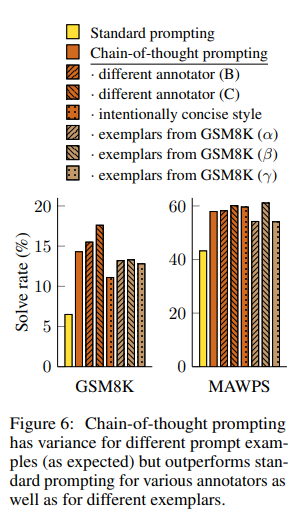 Standard prompting
Chain-of-thought prompting
· different annotator (B)
· different annotator (C)
· intentionally concise style
· exemplars from GSM8K (α)
· exemplars from GSM8K (β)
· exemplars from GSM8K (γ)
Solve rate (%)
20
15
10
5
0
GSM8K
60
40
20
0
MAWPS
Figure 6: Chain-of-thought prompting
has variance for different prompt exam-
ples (as expected) but outperforms stan-
dard prompting for various annotators as
well as for different exemplars.